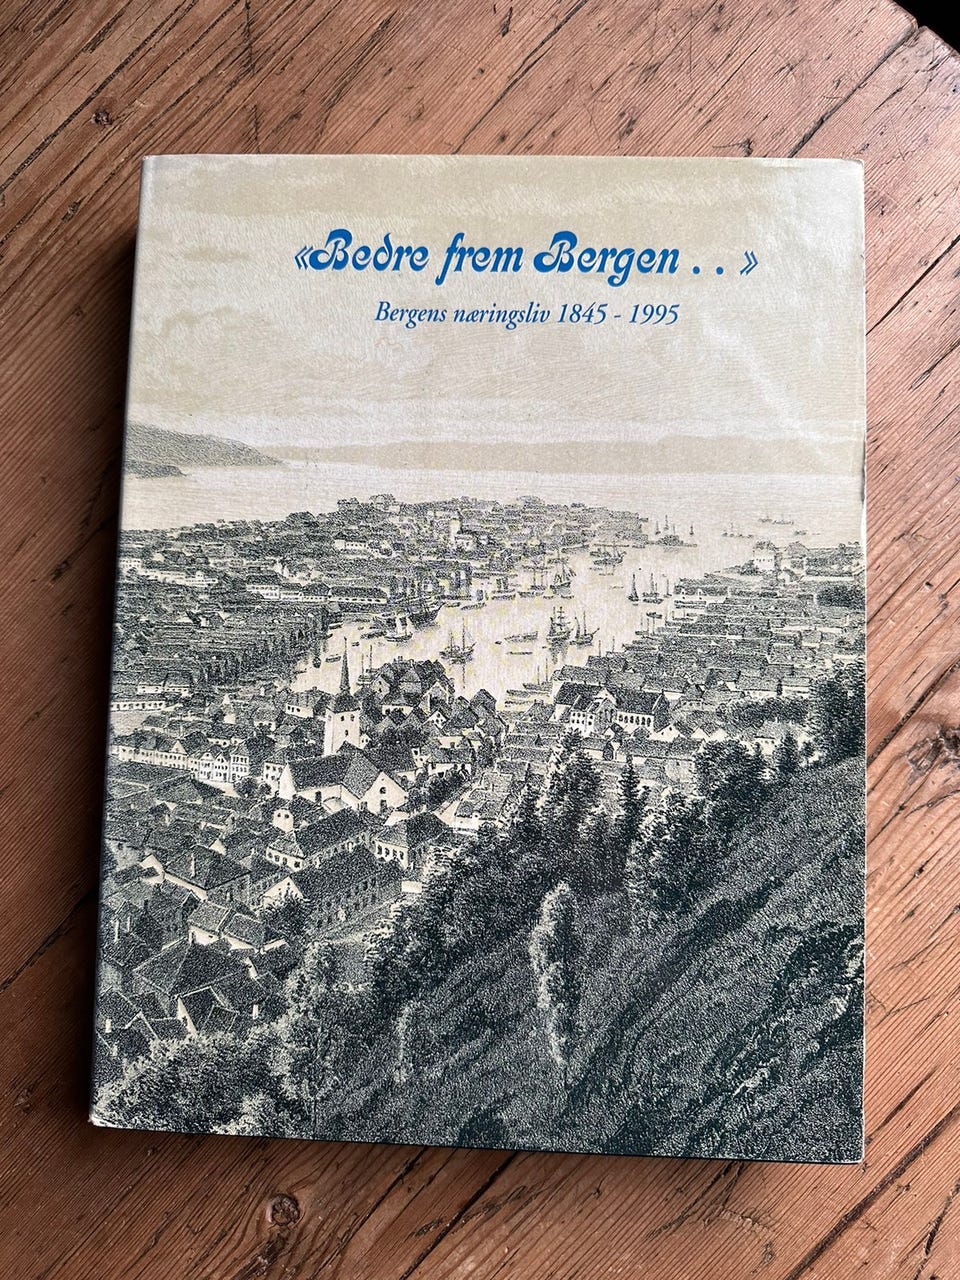 «Bedre frem Bergen . . »
Bergens næringsliv 1845 - 1995